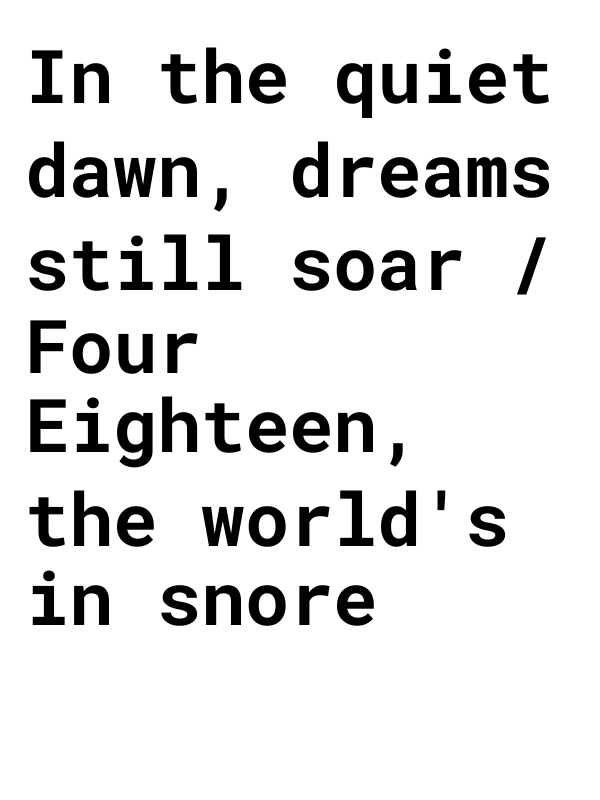 In the quiet
dawn, dreams
still soar /
Four
Eighteen,
the world's
in snore